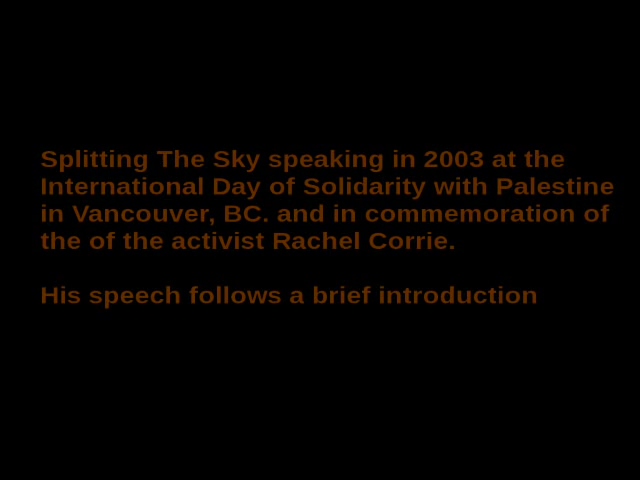 Splitting The Sky speaking in 2003 at the
International Day of Solidarity with Palestine
in Vancouver, BC. and in commemoration of
the of the activist Rachel Corrie.
His speech follows a brief introduction